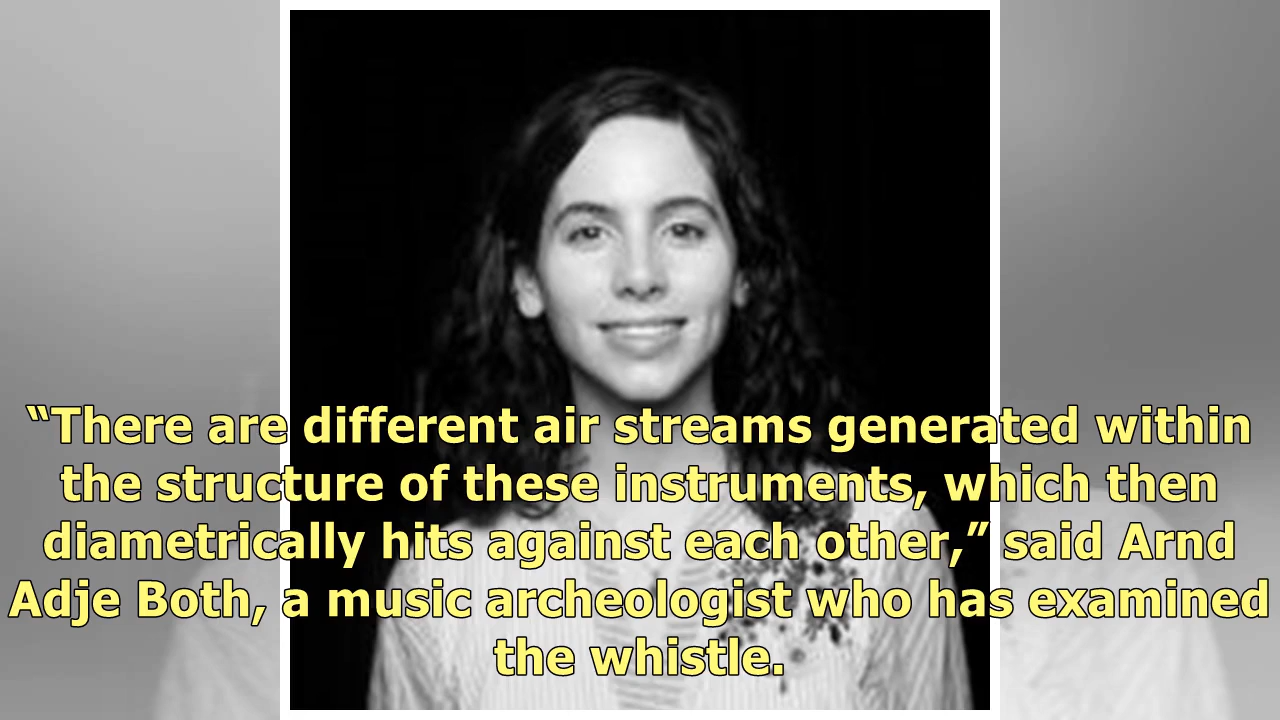 “There are different air streams generated within
the structure of these instruments, which then
diametrically hits against each other,” said Arnd
Adje Both, a music archeologist who has examined
the whistle.